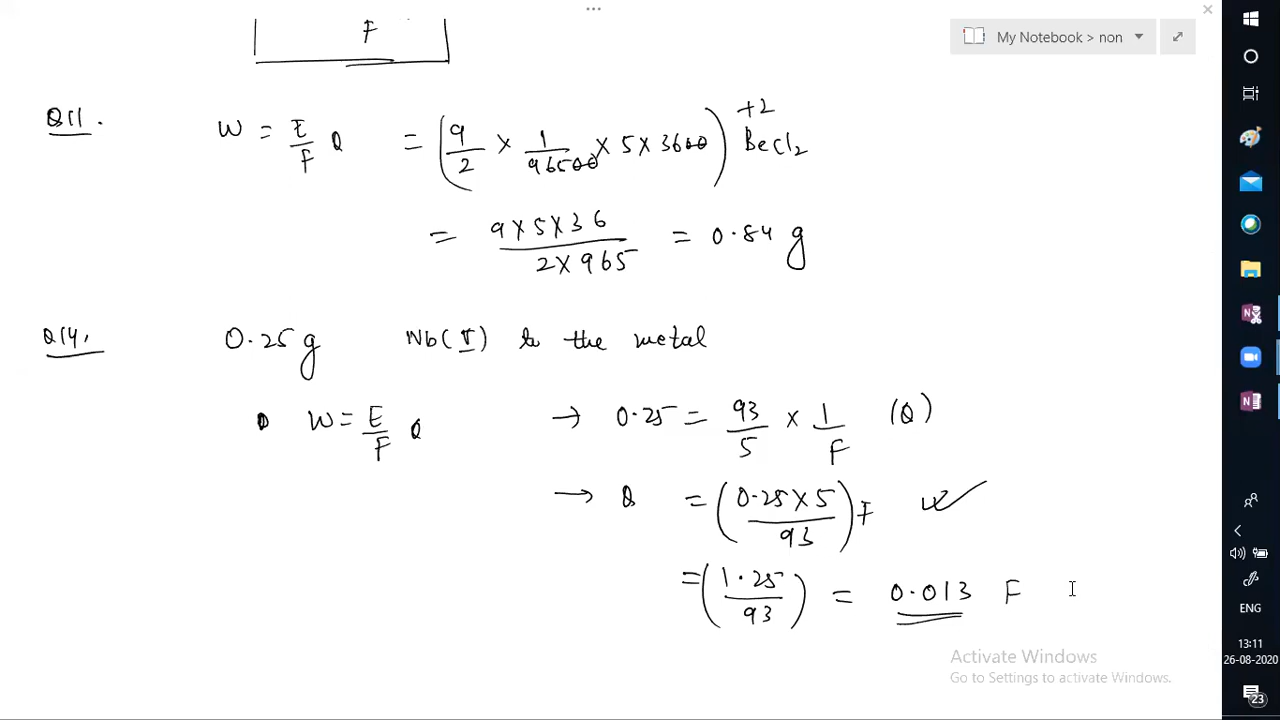 ...
F
My Notebook > non
Q11.
W = E/F Q = (9/2 × 1/96500 × 5 × 3600) +2 BeCl2
= 9×5×36 / 2×965 = 0.84 g
Q14.
0.25 g Nb(V) to the metal
W = E/F Q → 0.25 = 93/5 × 1/F (Q)
→ Q = (0.25×5 / 93) F
= (1.25 / 93) = 0.013 F
ENG
13:11
26-08-2020
23
Activate Windows
Go to Settings to activate Windows.